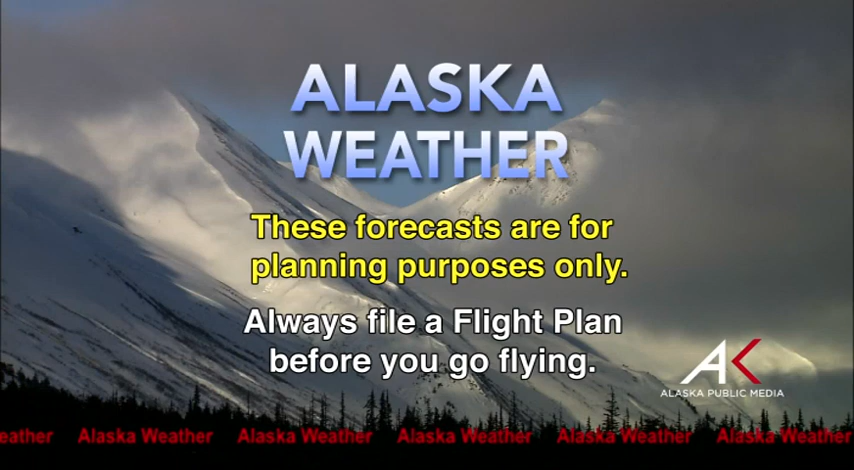 ALASKA
WEATHER
These forecasts are for
planning purposes only.
Always file a Flight Plan
before you go flying.
AK
ALASKA PUBLIC MEDIA
eather Alaska Weather Alaska Weather Alaska Weather Alaska Weather Alaska Weather